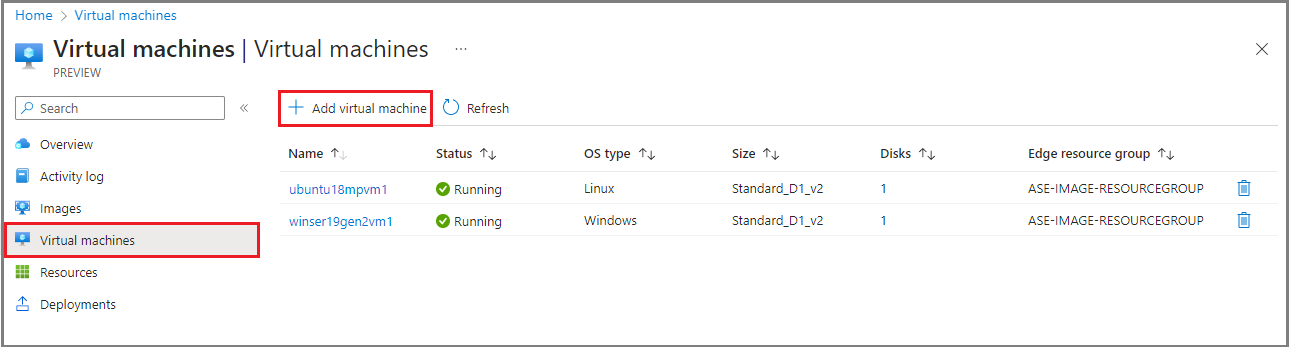 Home > Virtual machines
Virtual machines | Virtual machines ...
PREVIEW
Search «
Overview
Activity log
Images
Virtual machines
Resources
Deployments
+ Add virtual machine Refresh
Name ↑↓ Status ↑↓ OS type ↑↓ Size ↑↓ Disks ↑↓ Edge resource group ↑↓
ubuntu18mpvm1 Running Linux Standard_D1_v2 1 ASE-IMAGE-RESOURCEGROUP
winser19gen2vm1 Running Windows Standard_D1_v2 1 ASE-IMAGE-RESOURCEGROUP